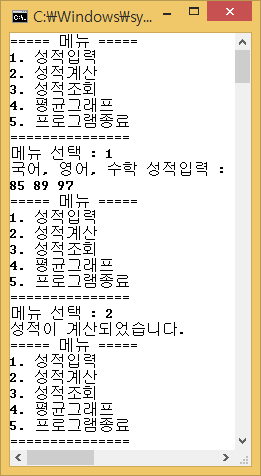 C:₩Windows₩sy...
===== 메뉴 =====
1. 성적입력
2. 성적계산
3. 성적조회
4. 평균그래프
5. 프로그램종료
===============
메뉴 선택 : 1
국어, 영어, 수학 성적입력 :
85 89 97
===== 메뉴 =====
1. 성적입력
2. 성적계산
3. 성적조회
4. 평균그래프
5. 프로그램종료
===============
메뉴 선택 : 2
성적이 계산되었습니다.
===== 메뉴 =====
1. 성적입력
2. 성적계산
3. 성적조회
4. 평균그래프
5. 프로그램종료
===============